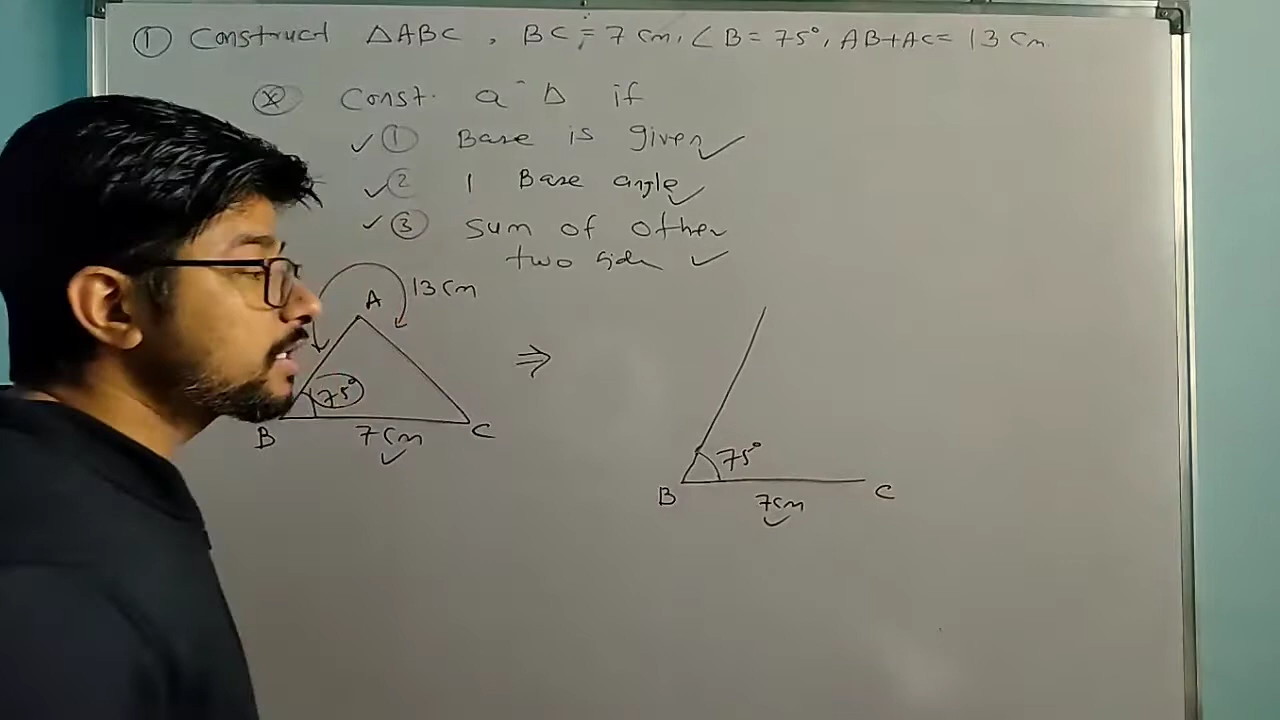 ① Construct △ABC, BC = 7 cm, ∠B = 75°, AB+AC = 13 cm
Const. a △ if
✓ ① Base is given ✓
✓ ② 1 Base angle ✓
✓ ③ sum of other
two side ✓
13 cm
A
75°
B
7 cm
C
⇒
75°
B
7cm
C